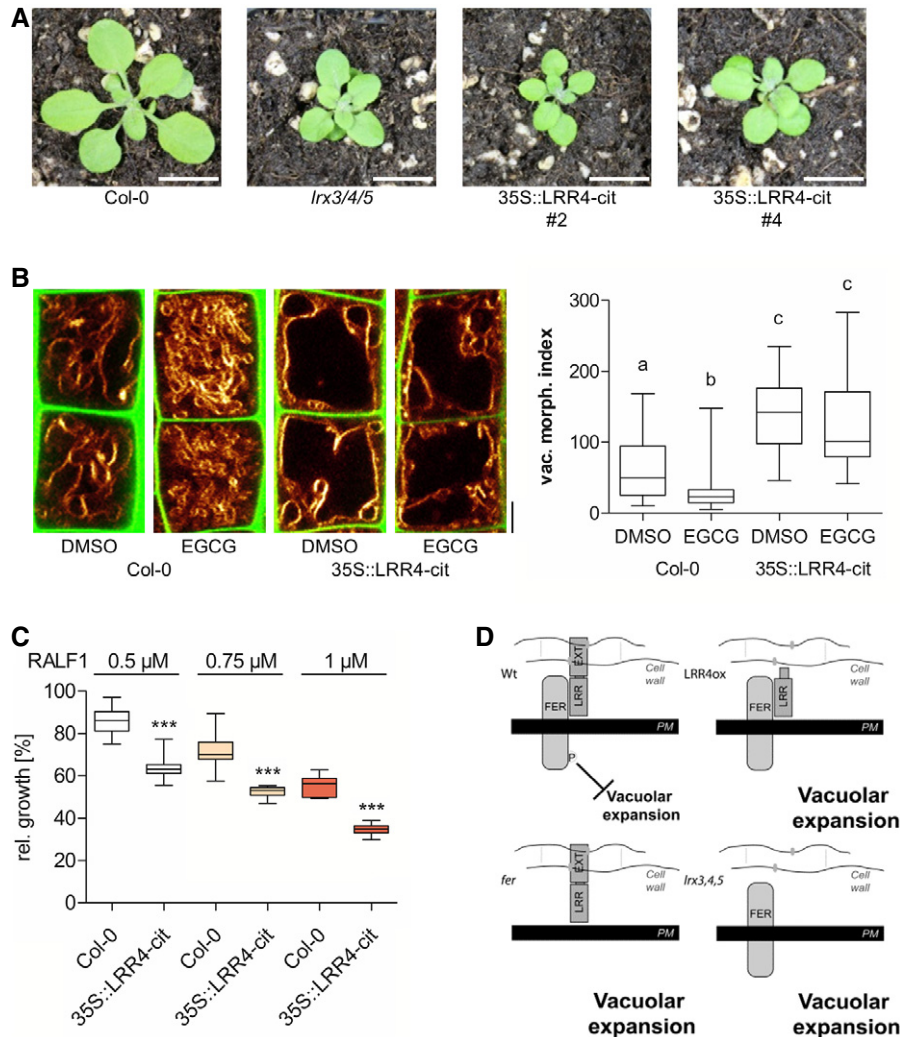 A
Col-0
lrx3/4/5
35S::LRR4-cit
#2
35S::LRR4-cit
#4
B
DMSO
EGCG
DMSO
EGCG
Col-0
35S::LRR4-cit
vac. morph. index
300
200
100
0
a
b
c
c
DMSO
EGCG
DMSO
EGCG
Col-0
35S::LRR4-cit
C
RALF1
0.5 µM
0.75 µM
1 µM
rel. growth [%]
100
80
60
40
20
0
***
***
***
Col-0
35S::LRR4-cit
Col-0
35S::LRR4-cit
Col-0
35S::LRR4-cit
D
Wt
EXT
LRR
FER
Cell
wall
PM
P
Vacuolar
expansion
LRR4ox
FER
LRR
Cell
wall
PM
Vacuolar
expansion
fer
EXT
LRR
Cell
wall
PM
Vacuolar
expansion
lrx3,4,5
FER
Cell
wall
PM
Vacuolar
expansion